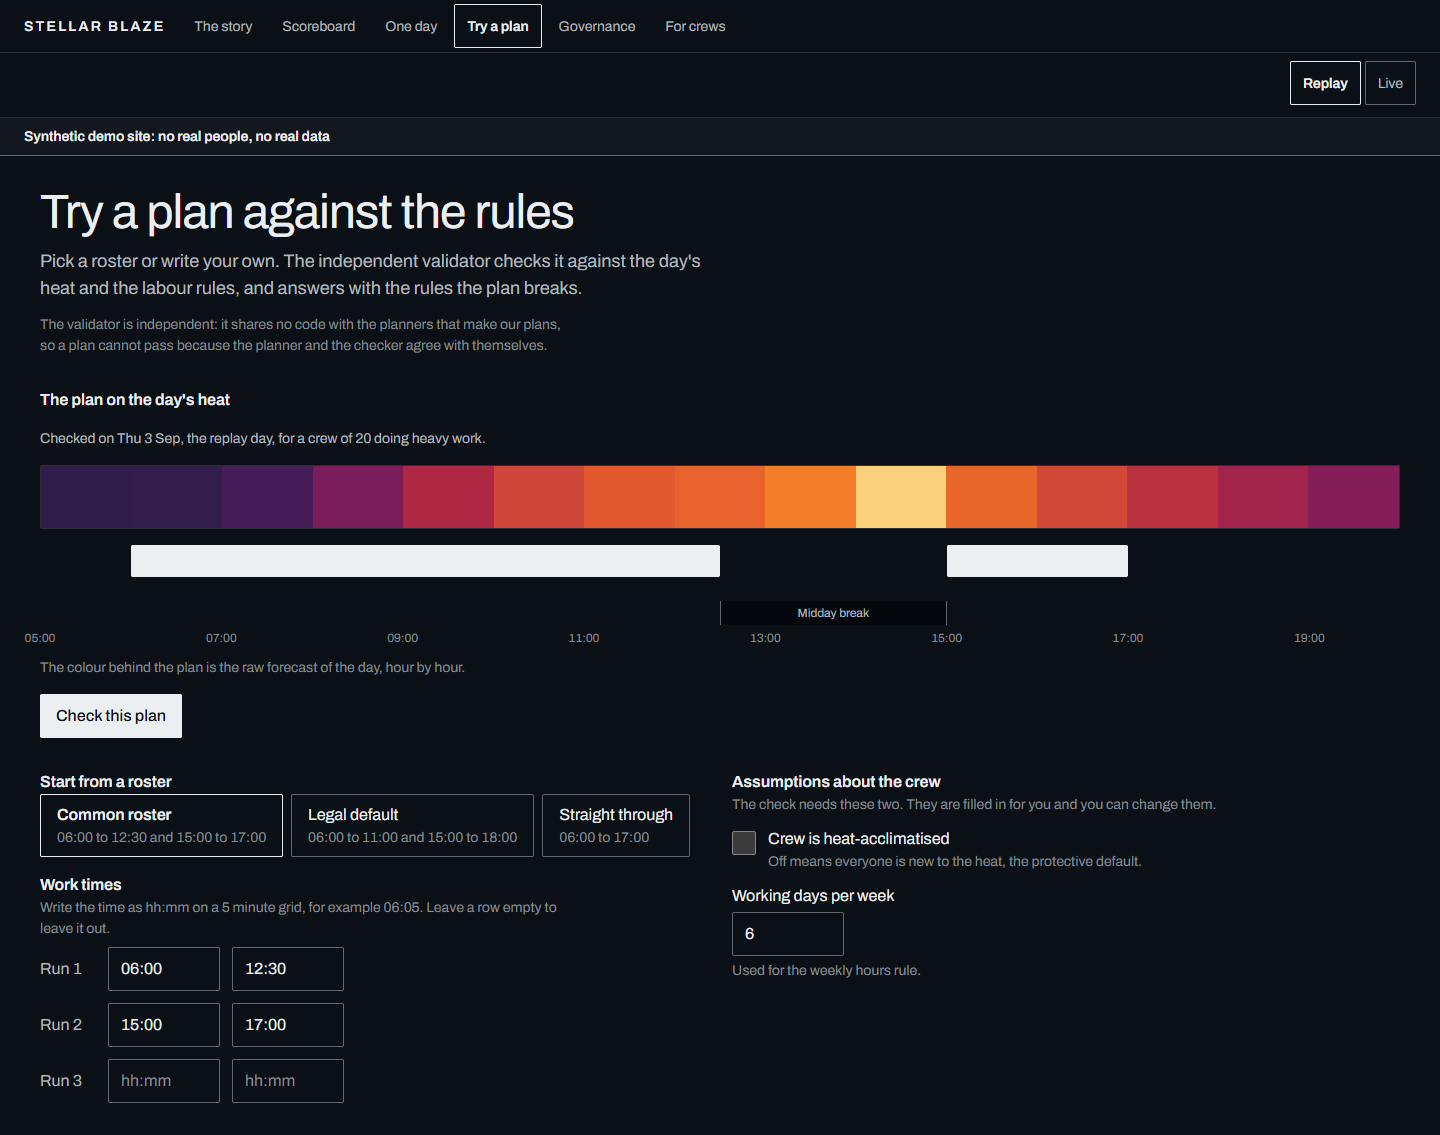 STELLAR BLAZE The story Scoreboard One day Try a plan Governance For crews
Replay Live
Synthetic demo site: no real people, no real data
Try a plan against the rules
Pick a roster or write your own. The independent validator checks it against the day's
heat and the labour rules, and answers with the rules the plan breaks.
The validator is independent: it shares no code with the planners that make our plans,
so a plan cannot pass because the planner and the checker agree with themselves.
The plan on the day's heat
Checked on Thu 3 Sep, the replay day, for a crew of 20 doing heavy work.
Midday break
05:00 07:00 09:00 11:00 13:00 15:00 17:00 19:00
The colour behind the plan is the raw forecast of the day, hour by hour.
Check this plan
Start from a roster
Common roster
06:00 to 12:30 and 15:00 to 17:00
Legal default
06:00 to 11:00 and 15:00 to 18:00
Straight through
06:00 to 17:00
Work times
Write the time as hh:mm on a 5 minute grid, for example 06:05. Leave a row empty to
leave it out.
Run 1 06:00 12:30
Run 2 15:00 17:00
Run 3 hh:mm hh:mm
Assumptions about the crew
The check needs these two. They are filled in for you and you can change them.
Crew is heat-acclimatised
Off means everyone is new to the heat, the protective default.
Working days per week
6
Used for the weekly hours rule.